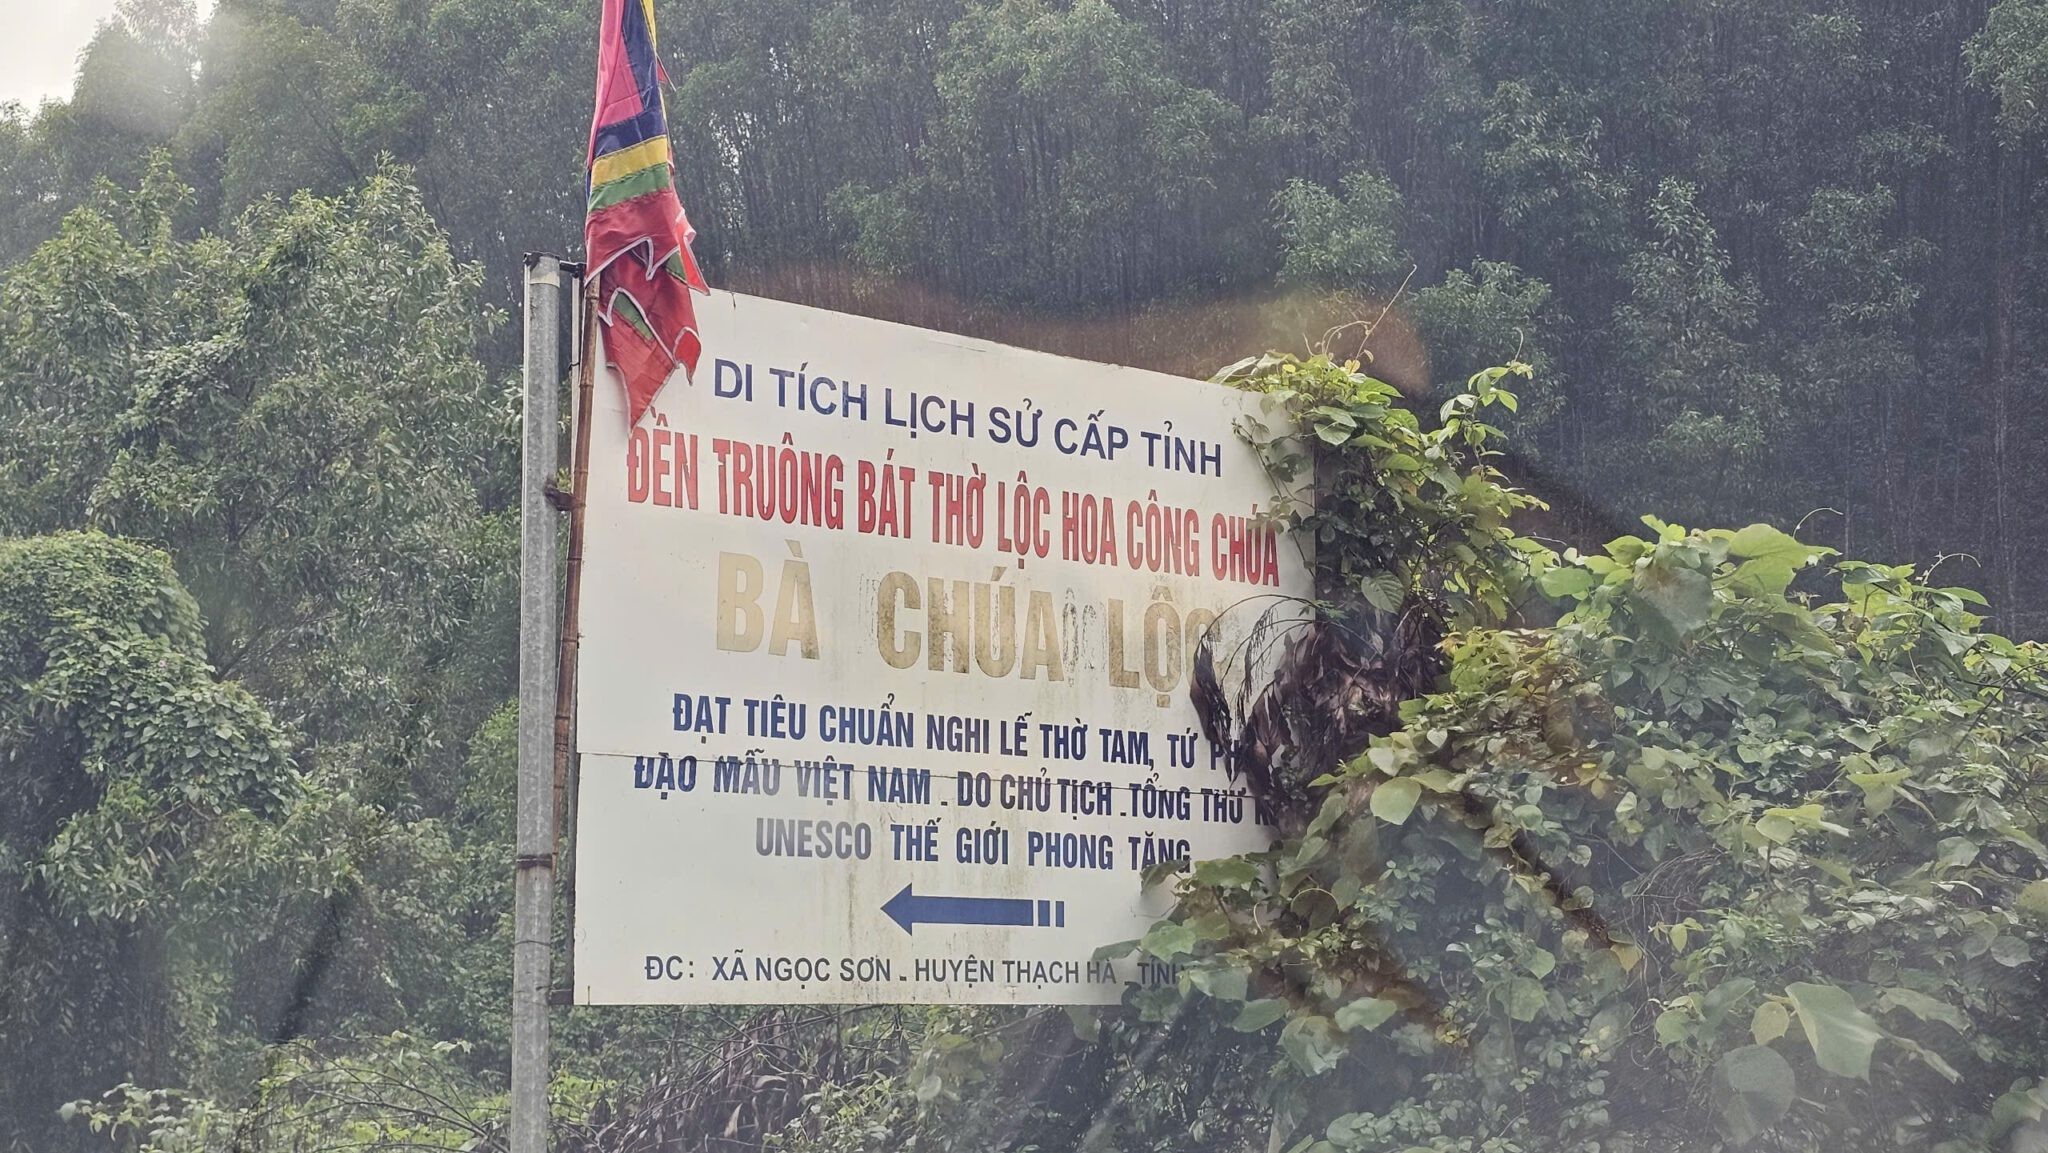 DI TÍCH LỊCH SỬ CẤP TỈNH
ĐỀN TRUÔNG BÁT THỜ LỘC HOA CÔNG CHÚA
BÀ CHÚA LỘC
ĐẠT TIÊU CHUẨN NGHI LỄ THỜ TAM, TỨ
ĐẠO MẪU VIỆT NAM - DO CHỦ TỊCH - TỔNG THƯ
UNESCO THẾ GIỚI PHONG TẶNG
ĐC: XÃ NGỌC SƠN - HUYỆN THẠCH HÀ - TỈNH